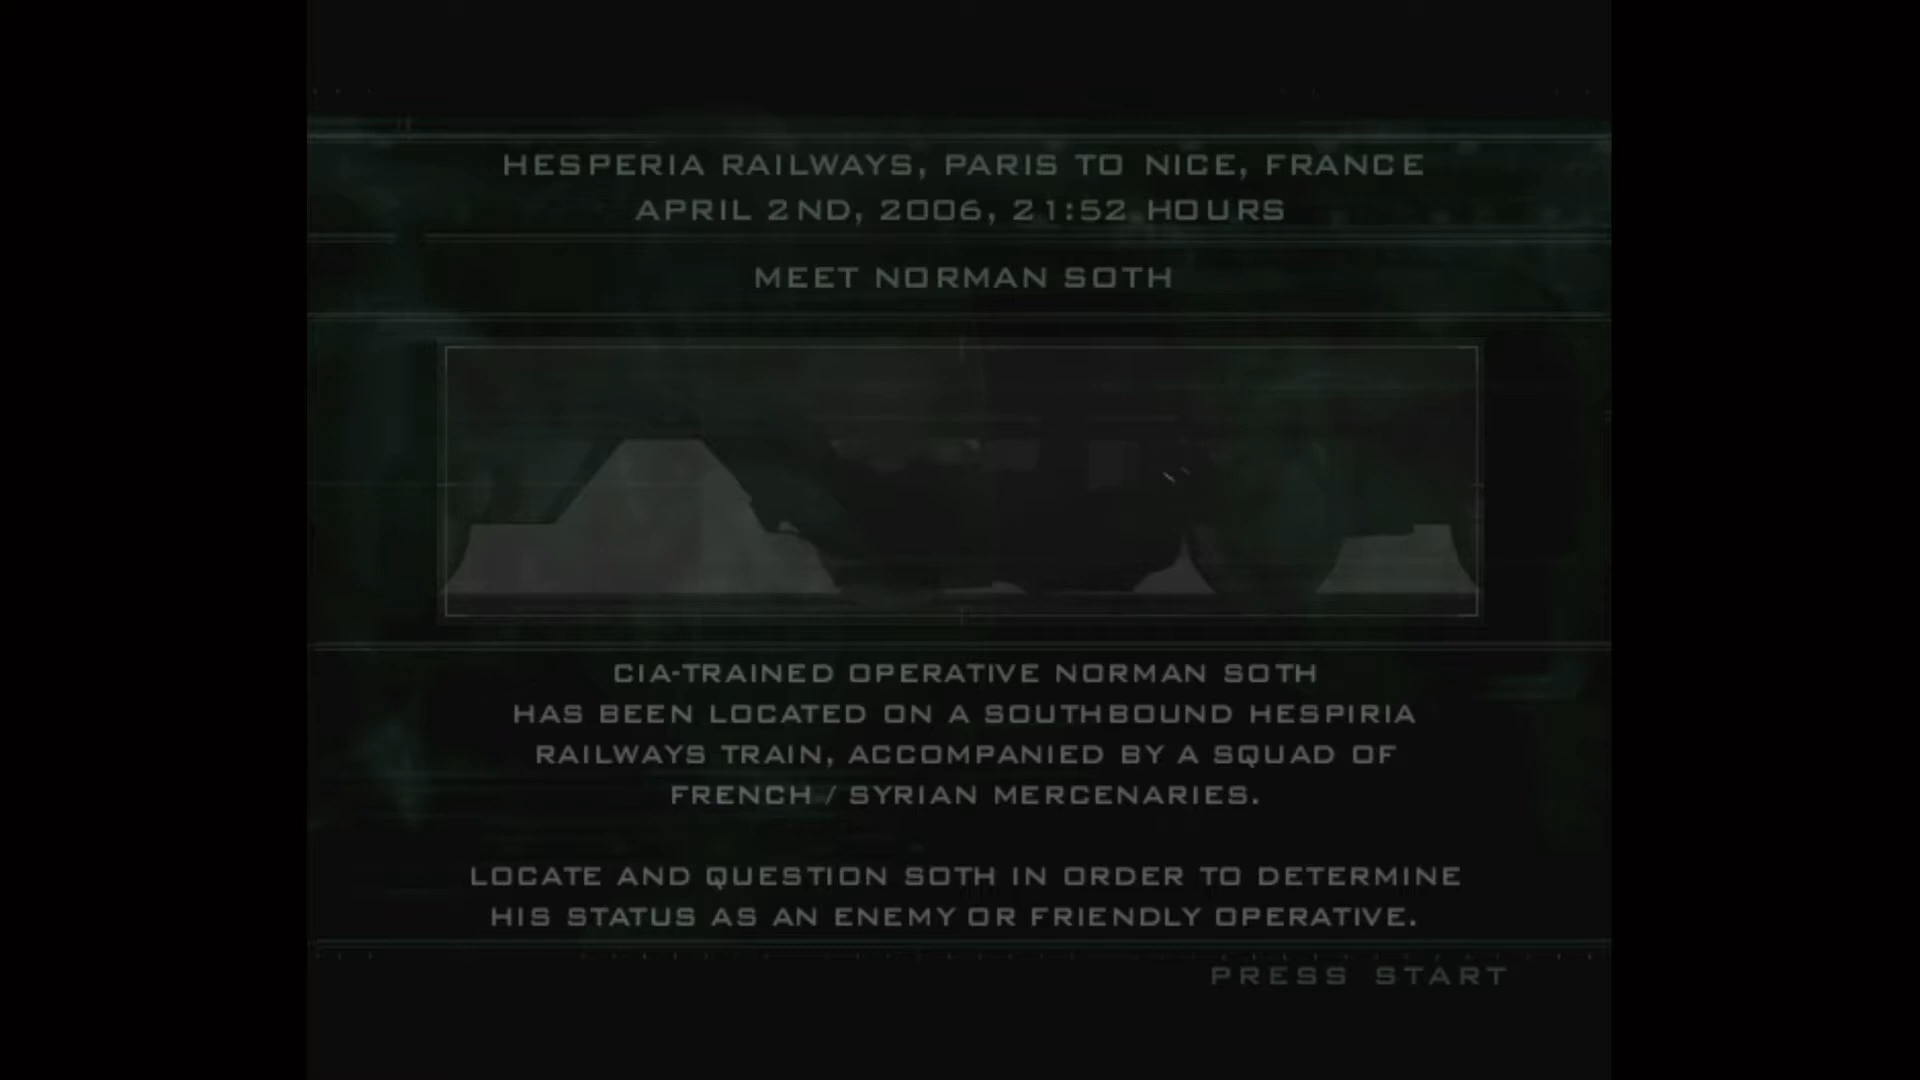 HESPERIA RAILWAYS, PARIS TO NICE, FRANCE
APRIL 2ND, 2006, 21:52 HOURS
MEET NORMAN SOTH
CIA-TRAINED OPERATIVE NORMAN SOTH
HAS BEEN LOCATED ON A SOUTHBOUND HESPIRIA
RAILWAYS TRAIN, ACCOMPANIED BY A SQUAD OF
FRENCH / SYRIAN MERCENARIES.
LOCATE AND QUESTION SOTH IN ORDER TO DETERMINE
HIS STATUS AS AN ENEMY OR FRIENDLY OPERATIVE.
PRESS START